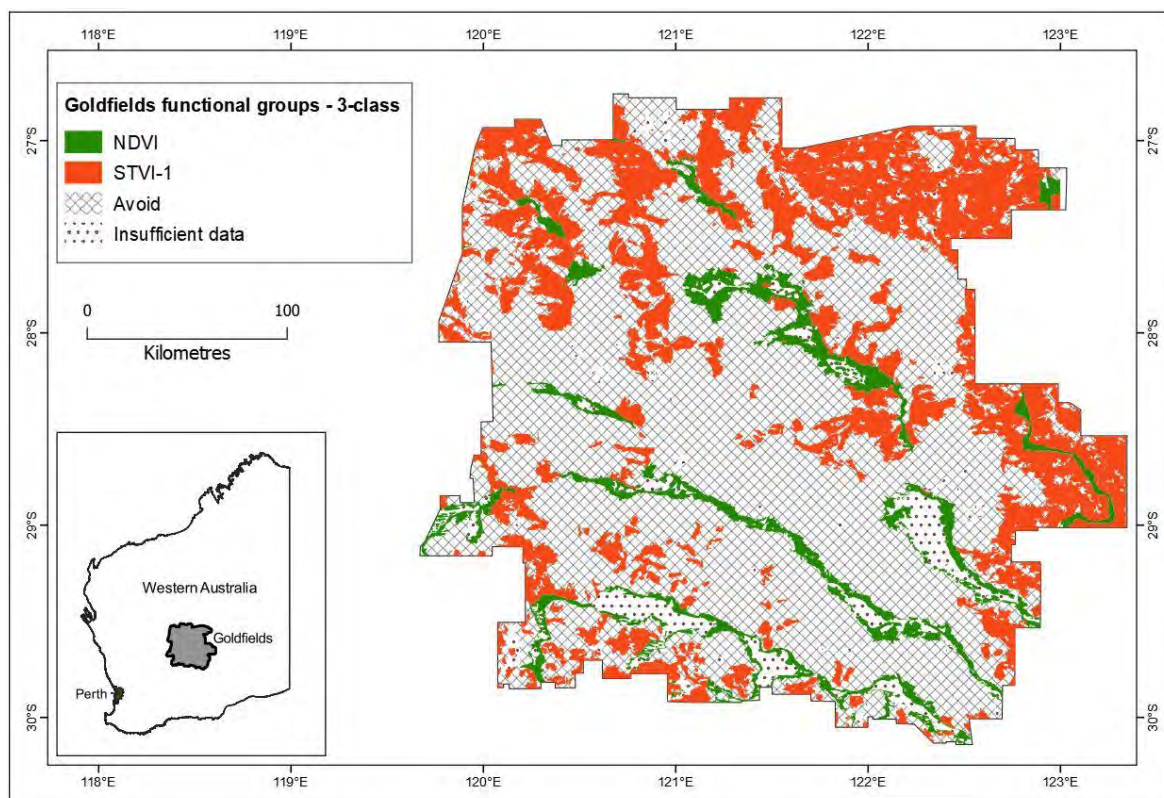 118°E 119°E 120°E 121°E 122°E 123°E
Goldfields functional groups - 3-class
NDVI
STVI-1
Avoid
Insufficient data
0 100
Kilometres
27°S
28°S
29°S
30°S
27°S
28°S
29°S
30°S
Western Australia
Goldfields
Perth
118°E 119°E 120°E 121°E 122°E 123°E